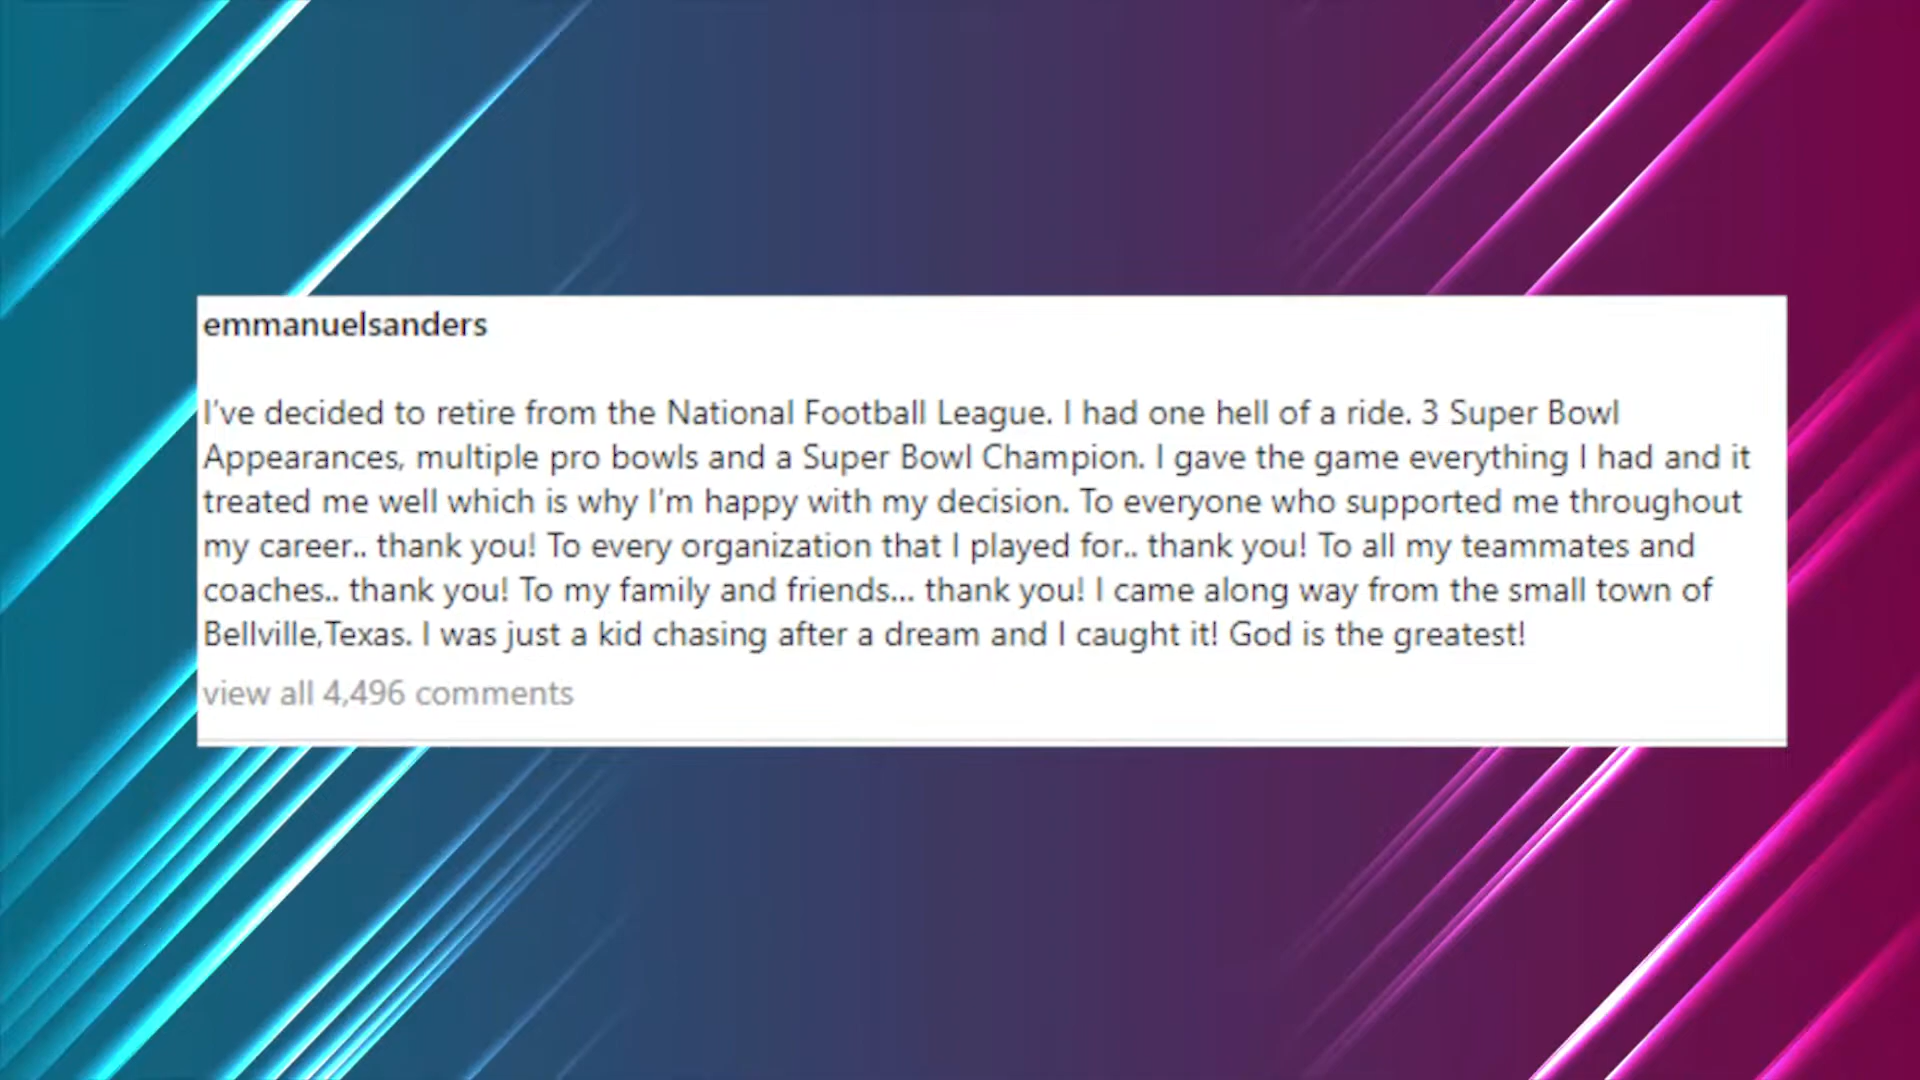 emmanuelsanders
I've decided to retire from the National Football League. I had one hell of a ride. 3 Super Bowl
Appearances, multiple pro bowls and a Super Bowl Champion. I gave the game everything I had and it
treated me well which is why I'm happy with my decision. To everyone who supported me throughout
my career.. thank you! To every organization that I played for.. thank you! To all my teammates and
coaches.. thank you! To my family and friends... thank you! I came along way from the small town of
Bellville,Texas. I was just a kid chasing after a dream and I caught it! God is the greatest!
view all 4,496 comments